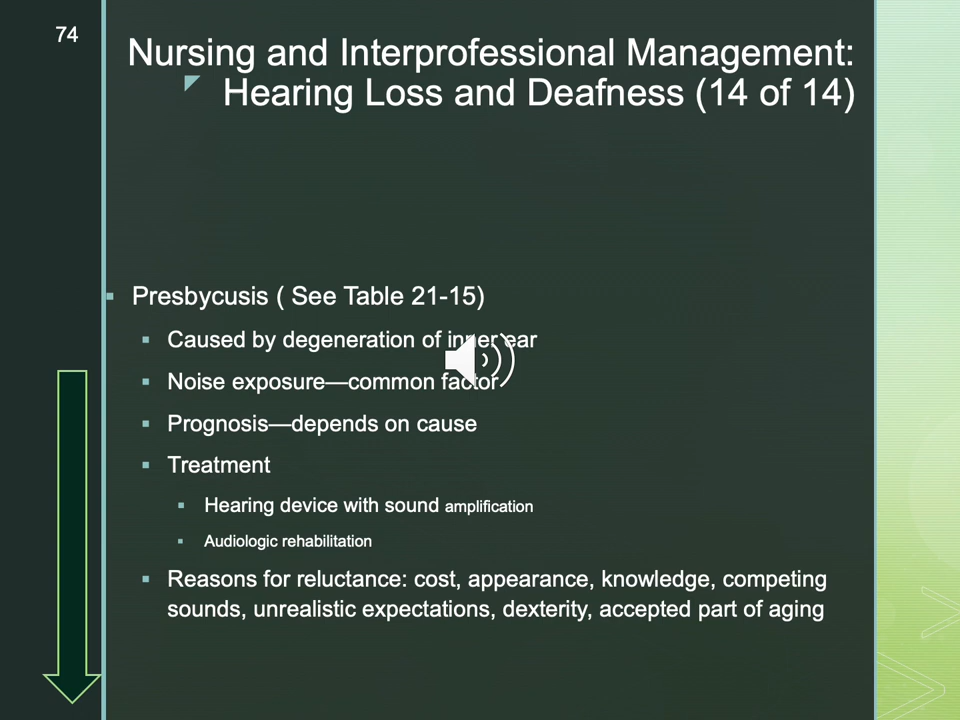 74
Nursing and Interprofessional Management:
Hearing Loss and Deafness (14 of 14)
Presbycusis ( See Table 21-15)
Caused by degeneration of inner ear
Noise exposure—common factor
Prognosis—depends on cause
Treatment
Hearing device with sound amplification
Audiologic rehabilitation
Reasons for reluctance: cost, appearance, knowledge, competing
sounds, unrealistic expectations, dexterity, accepted part of aging